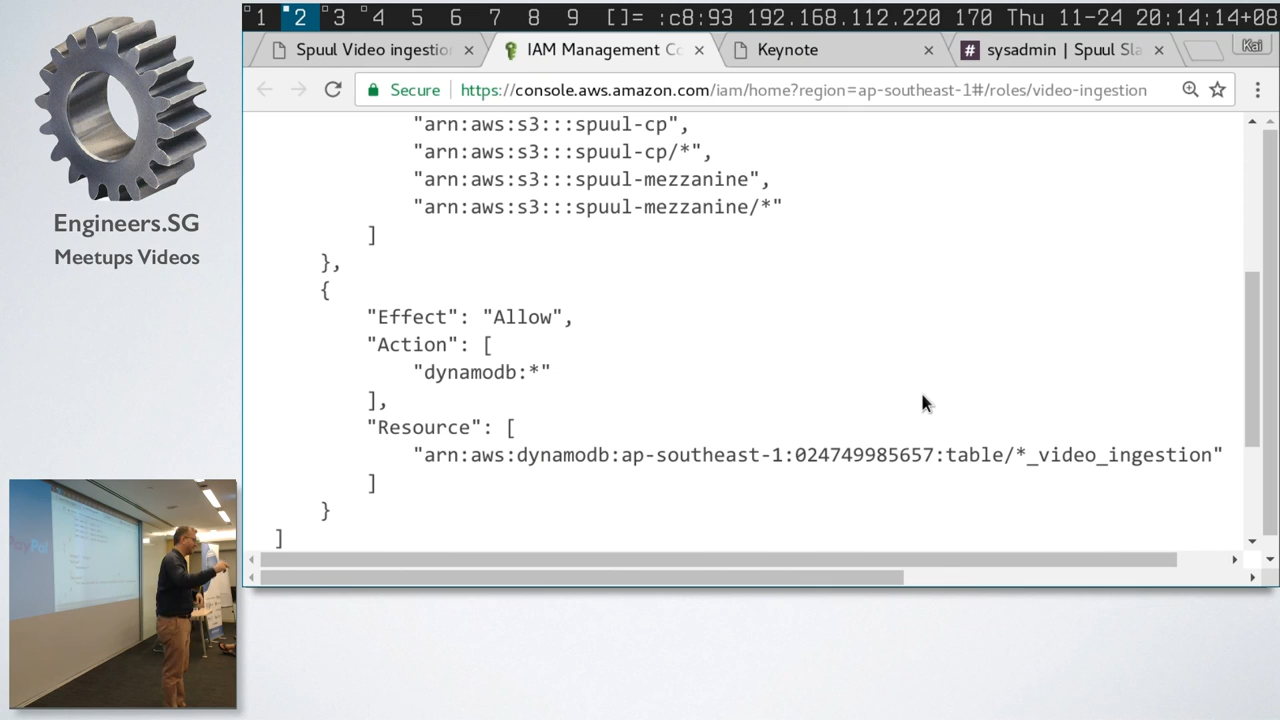 1 2 3 4 5 6 7 8 9 []= :c8:93 192.168.112.220 170 Thu 11-24 20:14:14+08
Spuul Video ingestio
IAM Management Co
Keynote
sysadmin | Spuul Sla
Kai
Secure https://console.aws.amazon.com/iam/home?region=ap-southeast-1#/roles/video-ingestion
"arn:aws:s3:::spuul-cp",
"arn:aws:s3:::spuul-cp/*",
"arn:aws:s3:::spuul-mezzanine",
"arn:aws:s3:::spuul-mezzanine/*"
]
},
{
"Effect": "Allow",
"Action": [
"dynamodb:*"
],
"Resource": [
"arn:aws:dynamodb:ap-southeast-1:024749985657:table/*_video_ingestion"
]
}
]
Engineers.SG
Meetups Videos
PayPal